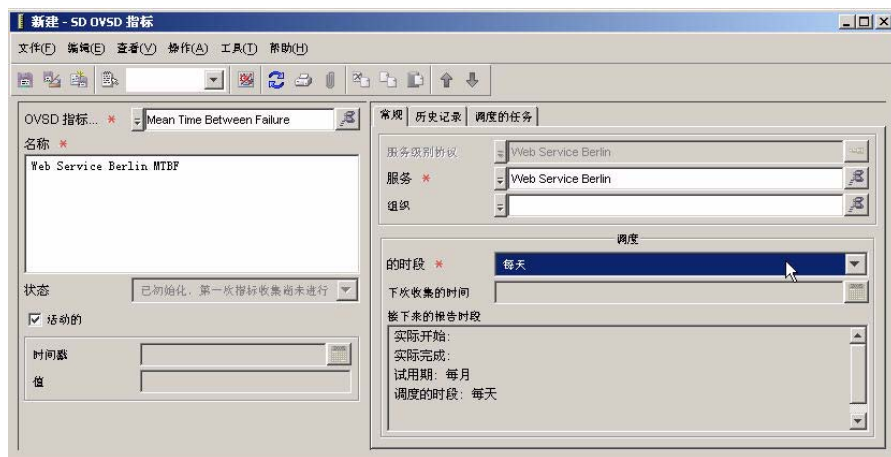 新建 - SD OVSD 指标
文件(F) 编辑(E) 查看(V) 操作(A) 工具(T) 帮助(H)
OVSD 指标... * Mean Time Between Failure
名称 *
Web Service Berlin MTBF
状态 已初始化. 第一次指标收集尚未进行
活动的
时间戳
值
常规 历史记录 调度的任务
服务级别协议 Web Service Berlin
服务 * Web Service Berlin
组织
调度
的时段 * 每天
下次收集的时间
接下来的报告时段
实际开始:
实际完成:
试用期: 每月
调度的时段: 每天